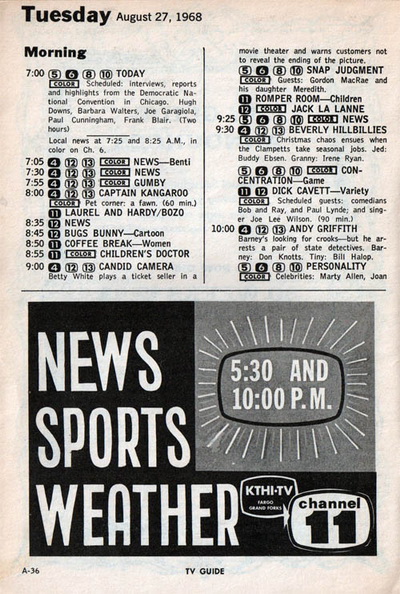 Tuesday August 27, 1968
Morning
7:00 5 6 8 10 TODAY
COLOR Scheduled: interviews, reports
and highlights from the Democratic Na-
tional Convention in Chicago. Hugh
Downs, Barbara Walters, Joe Garagiola,
Paul Cunningham, Frank Blair. (Two
hours)
Local news at 7:25 and 8:25 A.M., in
color on Ch. 6.
7:05 4 12 13 COLOR NEWS—Benti
7:30 4 12 13 COLOR NEWS
7:55 4 12 13 COLOR GUMBY
8:00 4 12 13 CAPTAIN KANGAROO
COLOR Pet corner: a fawn. (60 min.)
11 LAUREL AND HARDY/BOZO
8:35 12 NEWS
8:45 12 BUGS BUNNY—Cartoon
8:50 11 COFFEE BREAK—Women
8:55 11 COLOR CHILDREN'S DOCTOR
9:00 4 12 13 CANDID CAMERA
Betty White plays a ticket seller in a
movie theater and warns customers not
to reveal the ending of the picture.
5 6 8 10 SNAP JUDGMENT
COLOR Guests: Gordon MacRae and
his daughter Meredith.
11 ROMPER ROOM—Children
12 COLOR JACK LA LANNE
9:25 5 6 8 10 COLOR NEWS
9:30 4 12 13 BEVERLY HILLBILLIES
COLOR Christmas chaos ensues when
the Clampetts take seasonal jobs. Jed:
Buddy Ebsen. Granny: Irene Ryan.
5 6 8 10 COLOR CON-
CENTRATION—Game
11 12 DICK CAVETT—Variety
COLOR Scheduled guests: comedians
Bob and Ray, and Paul Lynde; and sing-
er Joe Lee Wilson. (90 min.)
10:00 4 12 13 ANDY GRIFFITH
Barney's looking for crooks—but he ar-
rests a pair of state detectives. Bar-
ney: Don Knotts. Tiny: Bill Halop.
5 6 8 10 PERSONALITY
COLOR Celebrities: Marty Allen, Joan
NEWS
SPORTS
WEATHER
5:30 AND
10:00 P.M.
KTHI-TV
FARGO
GRAND FORKS
channel
11
A-36
TV GUIDE